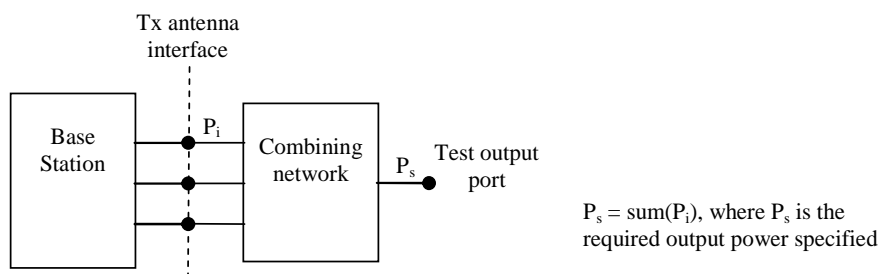 Tx antenna
interface
Base
Station
P_i
Combining
network
P_s
Test output
port
P_s = sum(P_i), where P_s is the
required output power specified